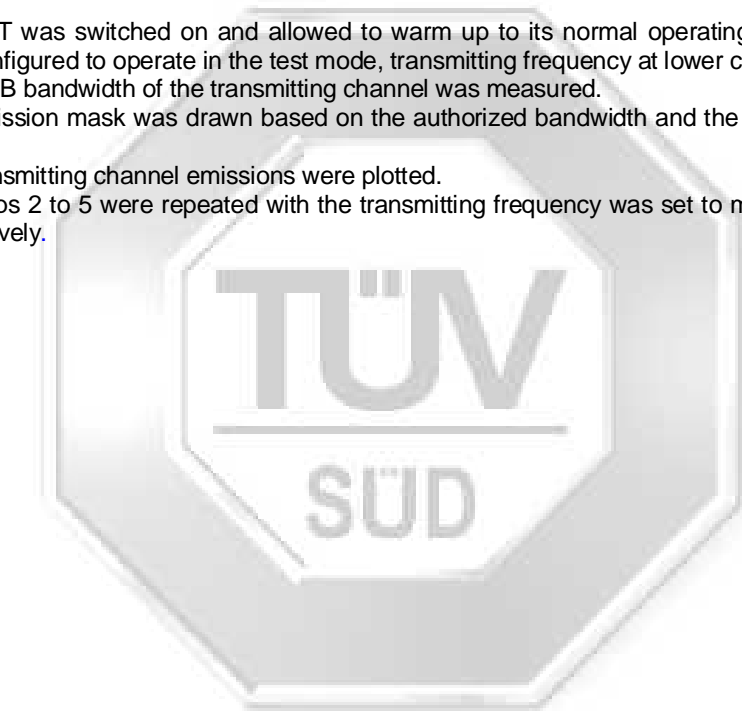 T was switched on and allowed to warm up to its normal operating
nfigured to operate in the test mode, transmitting frequency at lower c
B bandwidth of the transmitting channel was measured.
ission mask was drawn based on the authorized bandwidth and the
nsmitting channel emissions were plotted.
ps 2 to 5 were repeated with the transmitting frequency was set to m
vely.
TÜV
SÜD